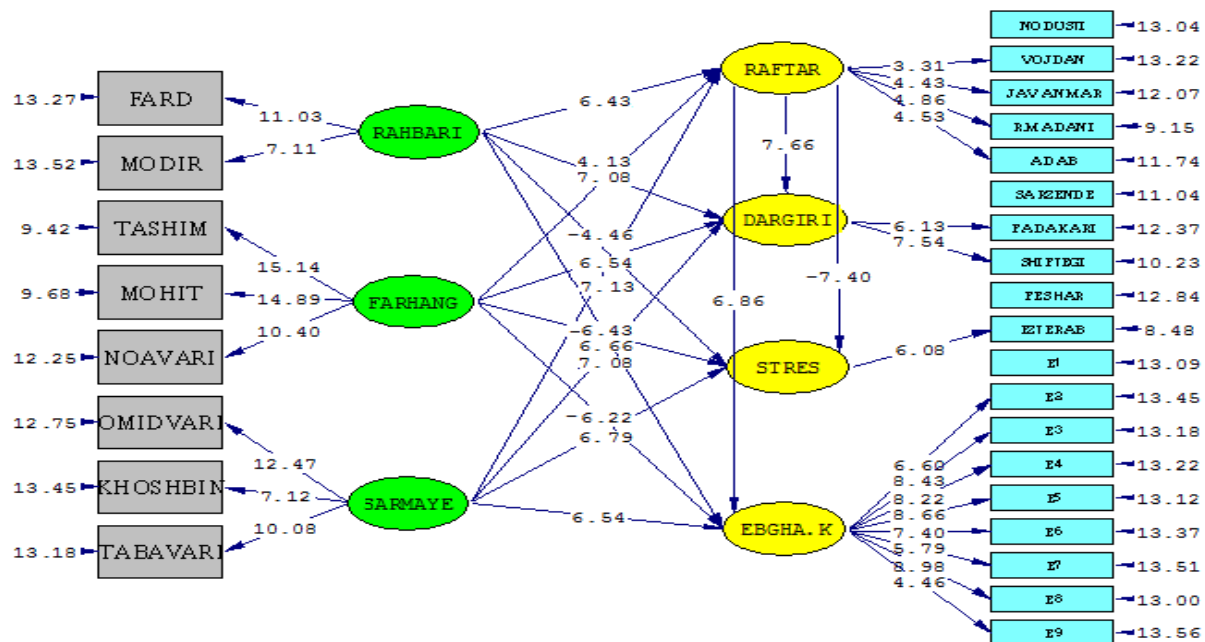 13.27 FARD
13.52 MODIR
9.42 TASHIM
9.68 MOHIT
12.25 NOAVARI
12.75 OMIDVARI
13.45 KHOSHBIN
13.18 TABAVARI
11.03
7.11
15.14
14.89
10.40
12.47
7.12
10.08
RAHBARI
FARHANG
SARMAYE
6.43
4.13
7.08
-4.46
6.54
7.13
-6.43
6.66
7.08
-6.22
6.79
6.54
RAFTAR
7.66
DARGIRI
-7.40
6.86
STRES
EBGHA.K
3.31
4.43
4.86
4.53
6.13
7.54
6.08
6.60
8.43
8.22
8.66
7.40
5.79
8.98
4.46
NODUSTI 13.04
VOJDAN 13.22
JAVANMAR 12.07
R.MADANI 9.15
ADAB 11.74
SARZENDE 11.04
FADAKARI 12.37
SHIFTEGI 10.23
FESHAR 12.84
EZTERAB 8.48
E1 13.09
E2 13.45
E3 13.18
E4 13.22
E5 13.12
E6 13.37
E7 13.51
E8 13.00
E9 13.56